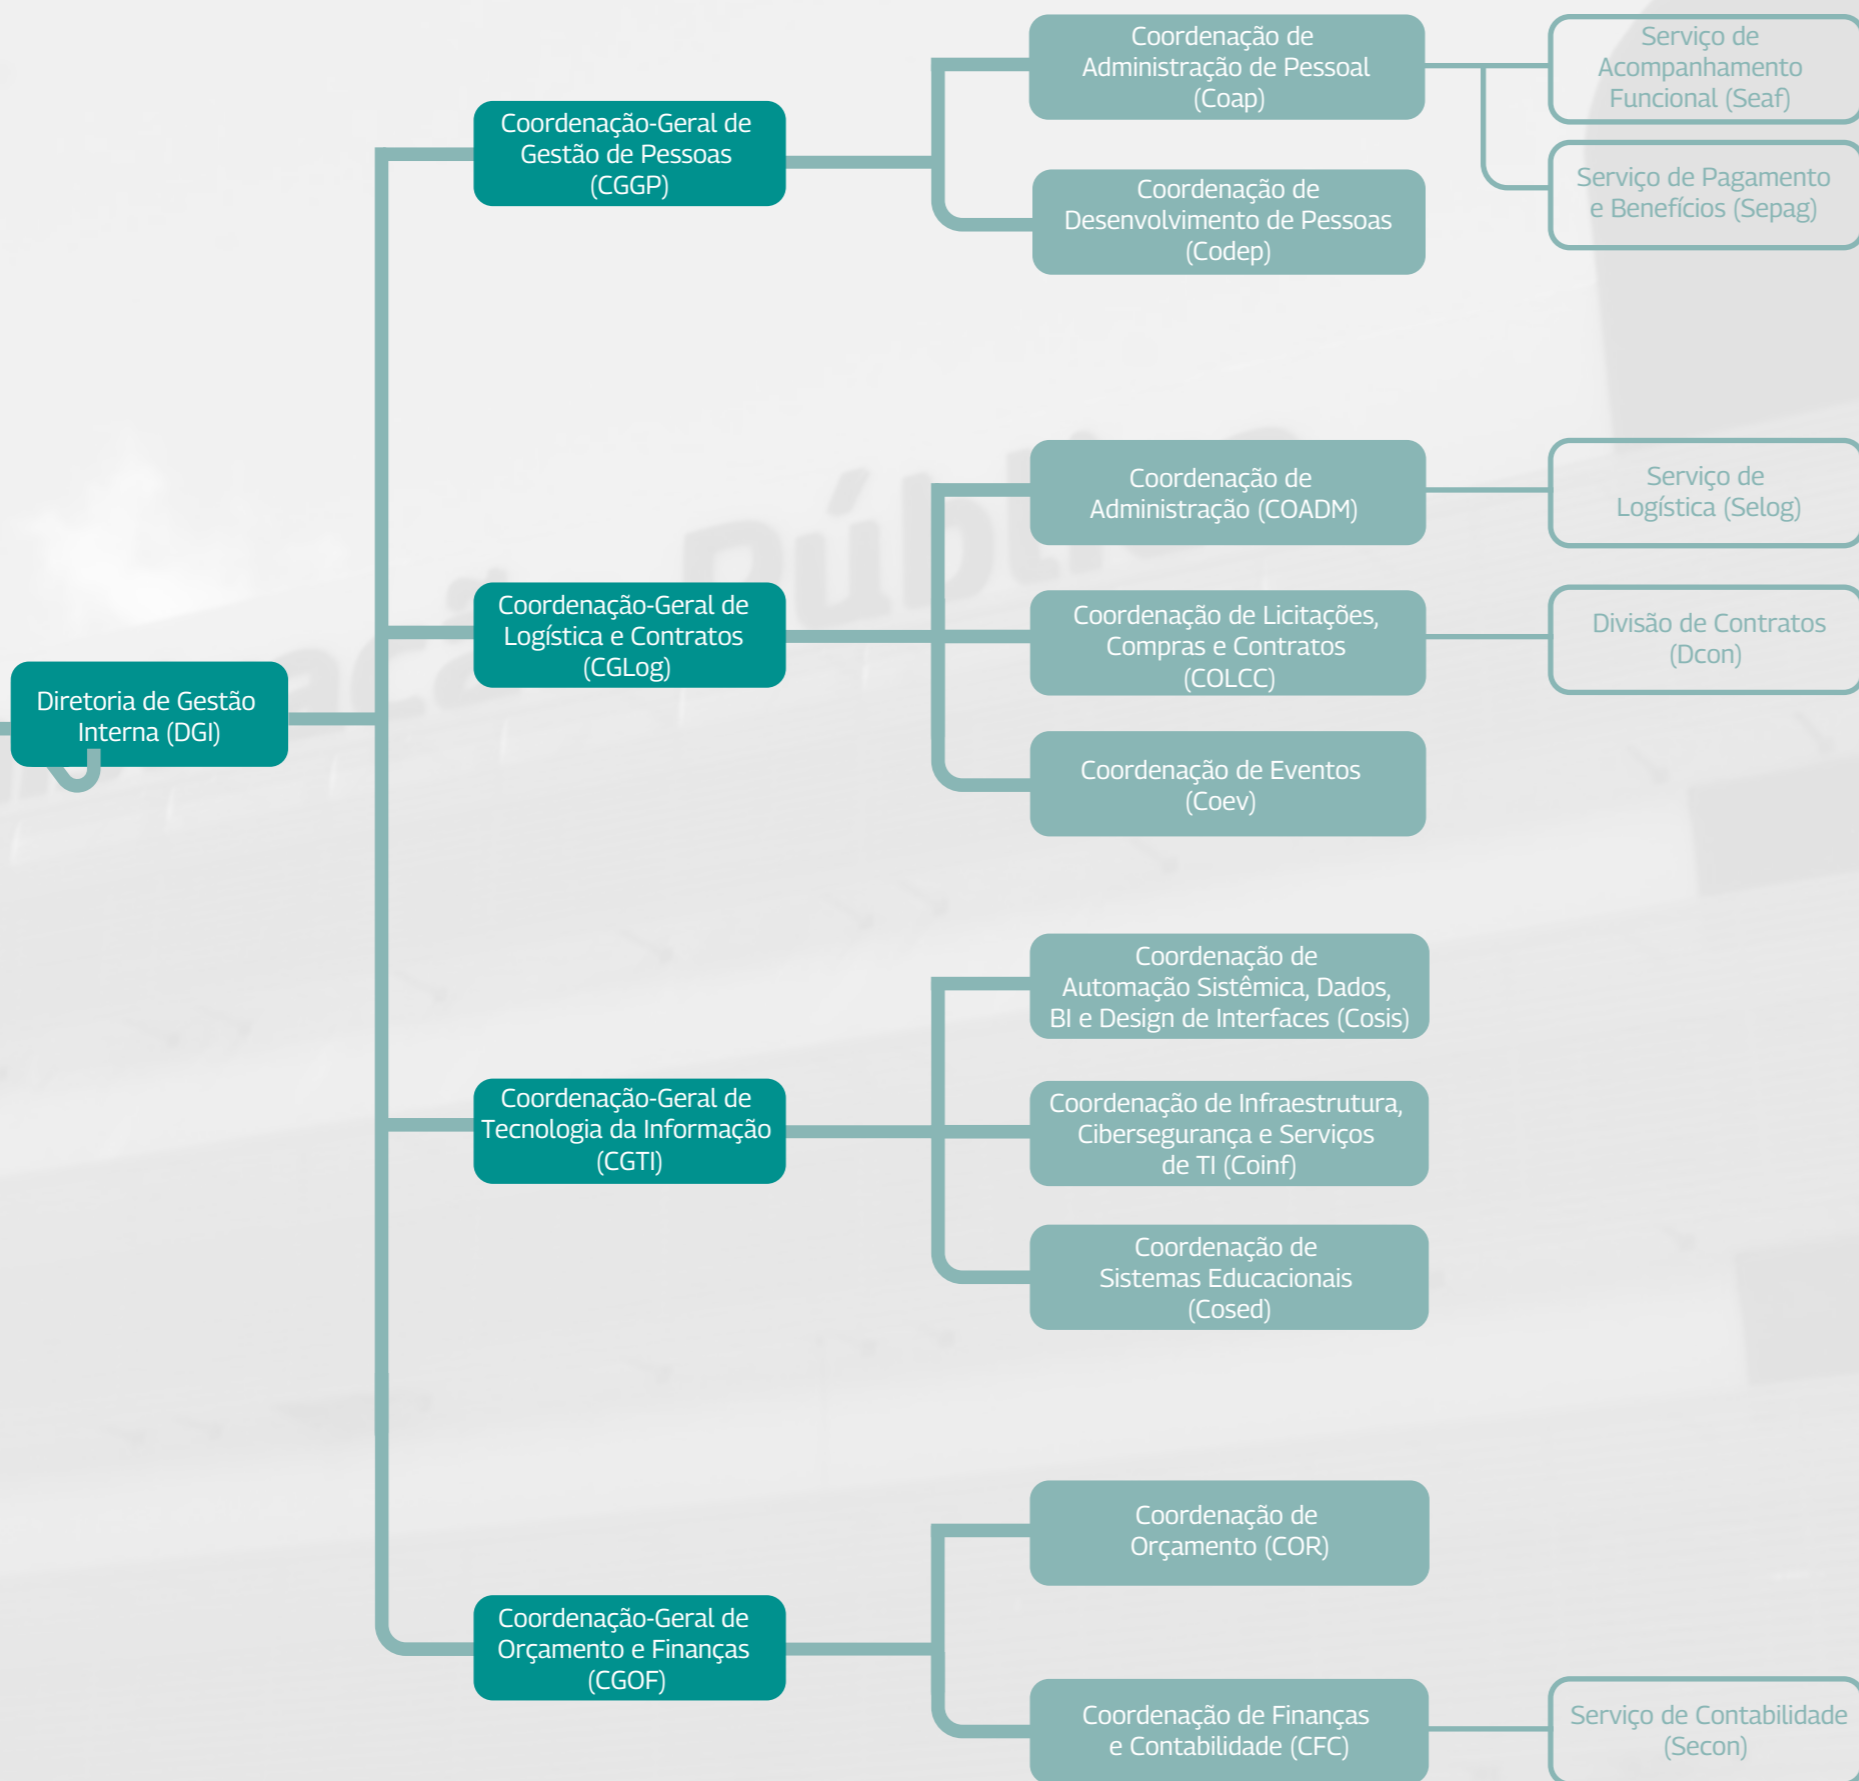 Diretoria de Gestão
Interna (DGI)
Coordenação-Geral de
Gestão de Pessoas
(CGGP)
Coordenação de
Administração de Pessoal
(Coap)
Serviço de
Acompanhamento
Funcional (Seaf)
Serviço de Pagamento
e Benefícios (Sepag)
Coordenação de
Desenvolvimento de Pessoas
(Codep)
Coordenação-Geral de
Logística e Contratos
(CGLog)
Coordenação de
Administração (COADM)
Serviço de
Logística (Selog)
Coordenação de Licitações,
Compras e Contratos
(COLCC)
Divisão de Contratos
(Dcon)
Coordenação de Eventos
(Coev)
Coordenação-Geral de
Tecnologia da Informação
(CGTI)
Coordenação de
Automação Sistêmica, Dados,
BI e Design de Interfaces (Cosis)
Coordenação de Infraestrutura,
Cibersegurança e Serviços
de TI (Coinf)
Coordenação de
Sistemas Educacionais
(Cosed)
Coordenação-Geral de
Orçamento e Finanças
(CGOF)
Coordenação de
Orçamento (COR)
Coordenação de Finanças
e Contabilidade (CFC)
Serviço de Contabilidade
(Secon)